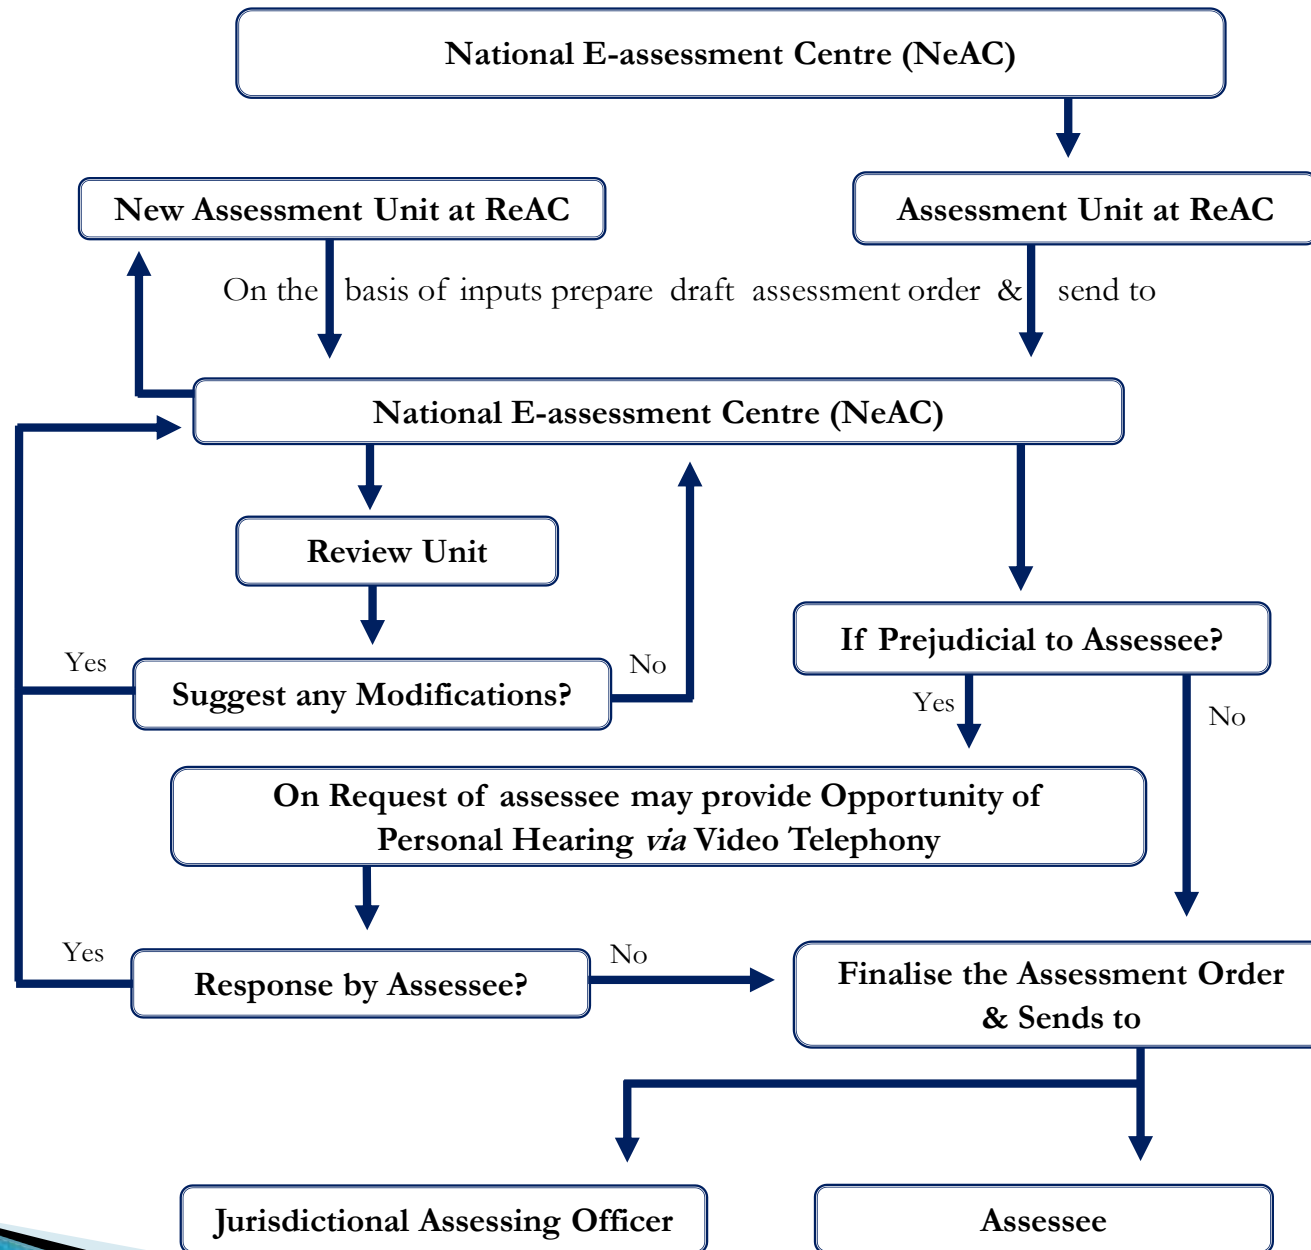 National E-assessment Centre (NeAC)
New Assessment Unit at ReAC
Assessment Unit at ReAC
On the basis of inputs prepare draft assessment order & send to
National E-assessment Centre (NeAC)
Review Unit
If Prejudicial to Assessee?
Yes
No
Suggest any Modifications?
Yes
No
On Request of assessee may provide Opportunity of
Personal Hearing via Video Telephony
Yes
No
Response by Assessee?
Finalise the Assessment Order
& Sends to
Jurisdictional Assessing Officer
Assessee